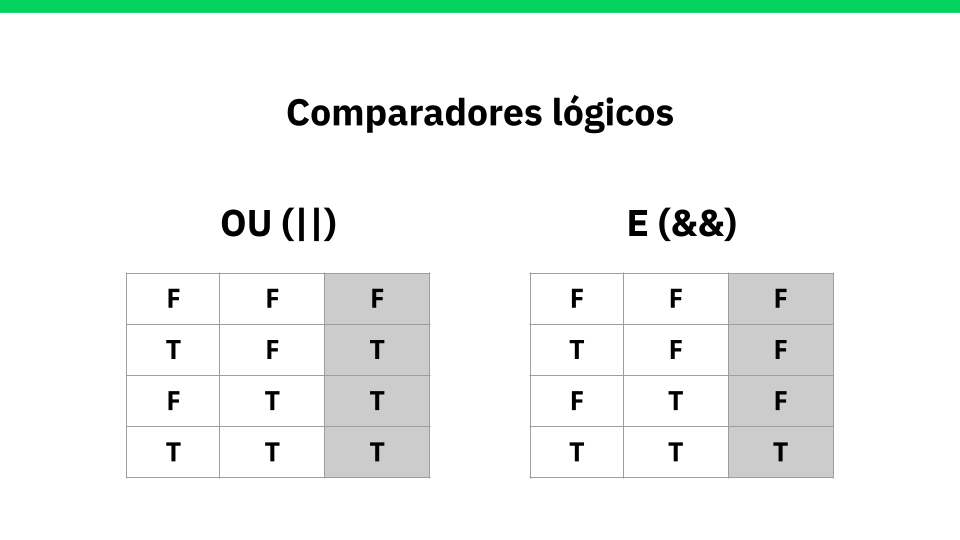 Comparadores lógicos
OU (||)
F F F
T F T
F T T
T T T
E (&&)
F F F
T F F
F T F
T T T